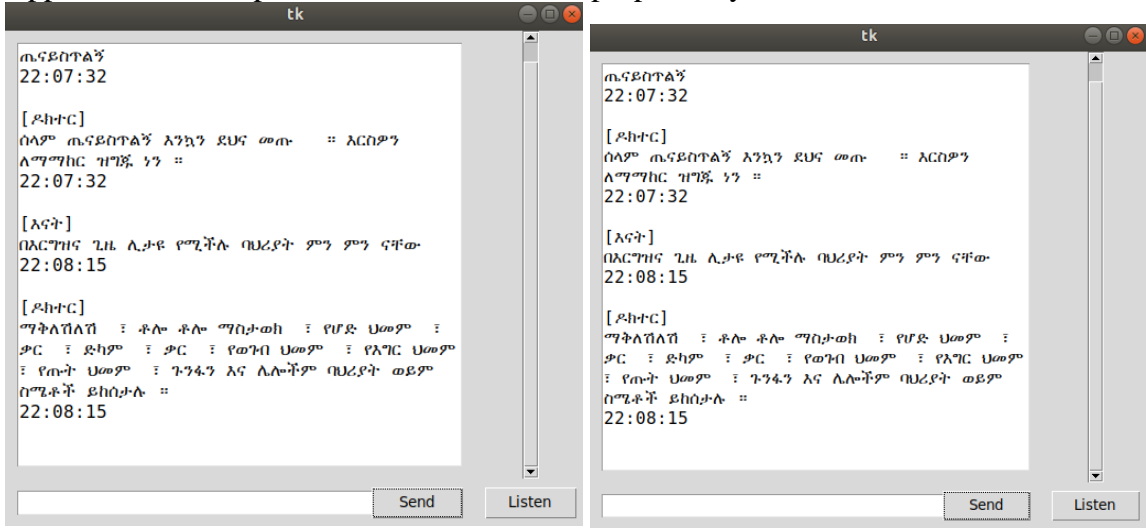 tk
ጤናይስጥልኝ
22:07:32
[ዶክተር]
ሰላም ጤናይስጥልኝ እንኳን ደህና መጡ ። እርስዎን
ለማማከር ዝግጁ ነን ።
22:07:32
[እናት]
በእርግዝና ጊዜ ሊታዩ የሚችሉ ባህሪያት ምን ምን ናቸው
22:08:15
[ዶክተር]
ማቅለሽለሽ ፣ ቶሎ ቶሎ ማስታወክ ፣ የሆድ ህመም ፣
ቃር ፣ ድካም ፣ ቃር ፣ የወገብ ህመም ፣ የእግር ህመም
፣ የጡት ህመም ፣ ጉንፋን እና ሌሎችም ባህሪያት ወይም
ስሜቶች ይከሰታሉ ።
22:08:15
Send
Listen
tk
ጤናይስጥልኝ
22:07:32
[ዶክተር]
ሰላም ጤናይስጥልኝ እንኳን ደህና መጡ ። እርስዎን
ለማማከር ዝግጁ ነን ።
22:07:32
[እናት]
በእርግዝና ጊዜ ሊታዩ የሚችሉ ባህሪያት ምን ምን ናቸው
22:08:15
[ዶክተር]
ማቅለሽለሽ ፣ ቶሎ ቶሎ ማስታወክ ፣ የሆድ ህመም ፣
ቃር ፣ ድካም ፣ ቃር ፣ የወገብ ህመም ፣ የእግር ህመም
፣ የጡት ህመም ፣ ጉንፋን እና ሌሎችም ባህሪያት ወይም
ስሜቶች ይከሰታሉ ።
22:08:15
Send
Listen